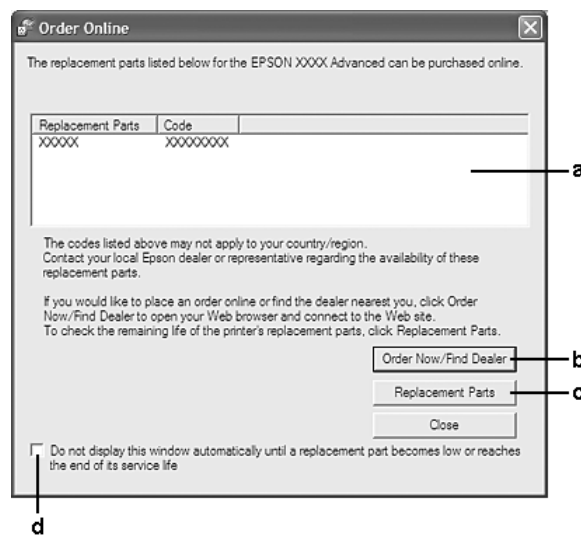 Order Online
The replacement parts listed below for the EPSON XXXX Advanced can be purchased online.
Replacement Parts Code
XXXXX XXXXXXXX
a
The codes listed above may not apply to your country/region.
Contact your local Epson dealer or representative regarding the availability of these
replacement parts.
If you would like to place an order online or find the dealer nearest you, click Order
Now/Find Dealer to open your Web browser and connect to the Web site.
To check the remaining life of the printer's replacement parts, click Replacement Parts.
Order Now/Find Dealer
b
Replacement Parts
c
Close
Do not display this window automatically until a replacement part becomes low or reaches
the end of its service life
d